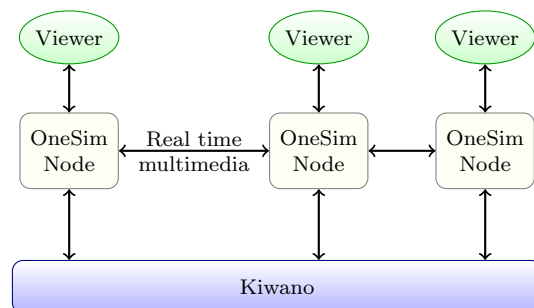 Viewer
Viewer
Viewer
OneSim
Node
Real time
multimedia
OneSim
Node
OneSim
Node
Kiwano